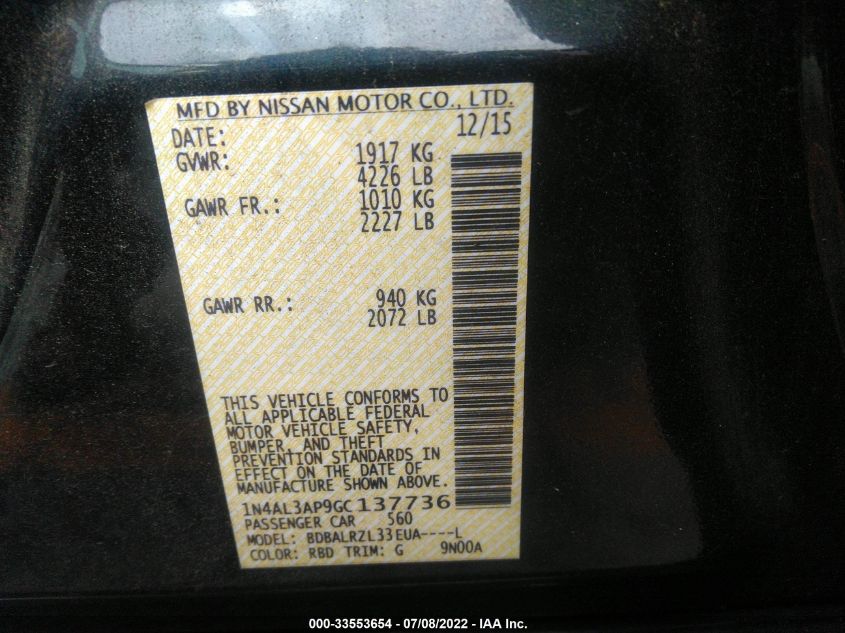 MFD BY NISSAN MOTOR CO., LTD.
DATE: 12/15
GVWR: 1917 KG
4226 LB
GAWR FR.: 1010 KG
2227 LB
GAWR RR.: 940 KG
2072 LB
THIS VEHICLE CONFORMS TO
ALL APPLICABLE FEDERAL
MOTOR VEHICLE SAFETY,
BUMPER, AND THEFT
PREVENTION STANDARDS IN
EFFECT ON THE DATE OF
MANUFACTURE SHOWN ABOVE.
1N4AL3AP9GC137736
PASSENGER CAR 560
MODEL: BDBALRZL33EUA----L
COLOR: RBD TRIM: G 9N00A
000-33553654 - 07/08/2022 - IAA Inc.